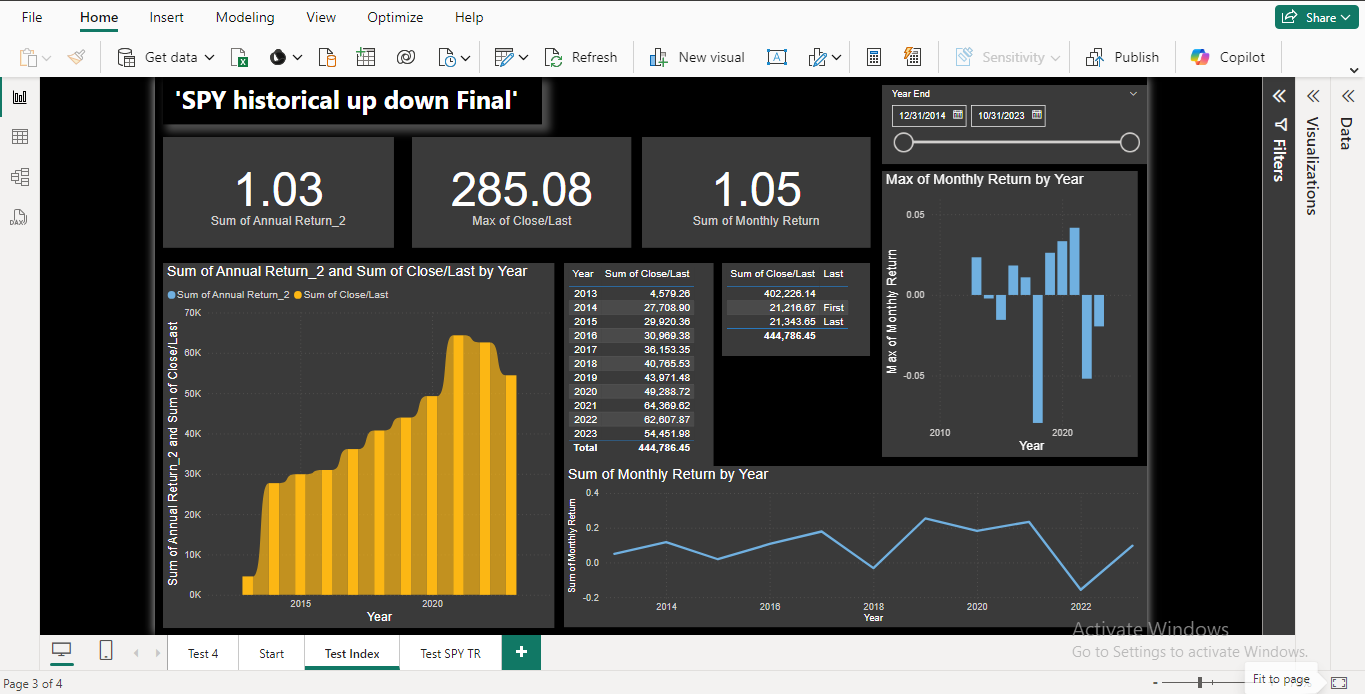 File Home Insert Modeling View Optimize Help Share
Get data Refresh New visual Sensitivity Publish Copilot
'SPY historical up down Final'
1.03
Sum of Annual Return_2
285.08
Max of Close/Last
1.05
Sum of Monthly Return
Year End
12/31/2014 10/31/2023
Max of Monthly Return by Year
Max of Monthly Return
0.05
0.00
-0.05
2010 2020
Year
Sum of Annual Return_2 and Sum of Close/Last by Year
Sum of Annual Return_2 Sum of Close/Last
Sum of Annual Return_2 and Sum of Close/Last
70K
60K
50K
40K
30K
20K
10K
0K
2015 2020
Year
Year Sum of Close/Last
2013 4,579.26
2014 27,708.90
2015 29,920.36
2016 30,969.38
2017 36,153.35
2018 40,765.53
2019 43,971.48
2020 49,288.72
2021 64,369.62
2022 62,607.87
2023 54,451.98
Total 444,786.45
Sum of Close/Last Last
402,226.14
21,216.67 First
21,343.65 Last
444,786.45
Sum of Monthly Return by Year
Sum of Monthly Return
0.4
0.2
0.0
-0.2
2014 2016 2018 2020 2022
Year
Filters
Visualizations
Data
Activate Windows
Go to Settings to activate Windows.
Test 4 Start Test Index Test SPY TR
Page 3 of 4
Fit to page